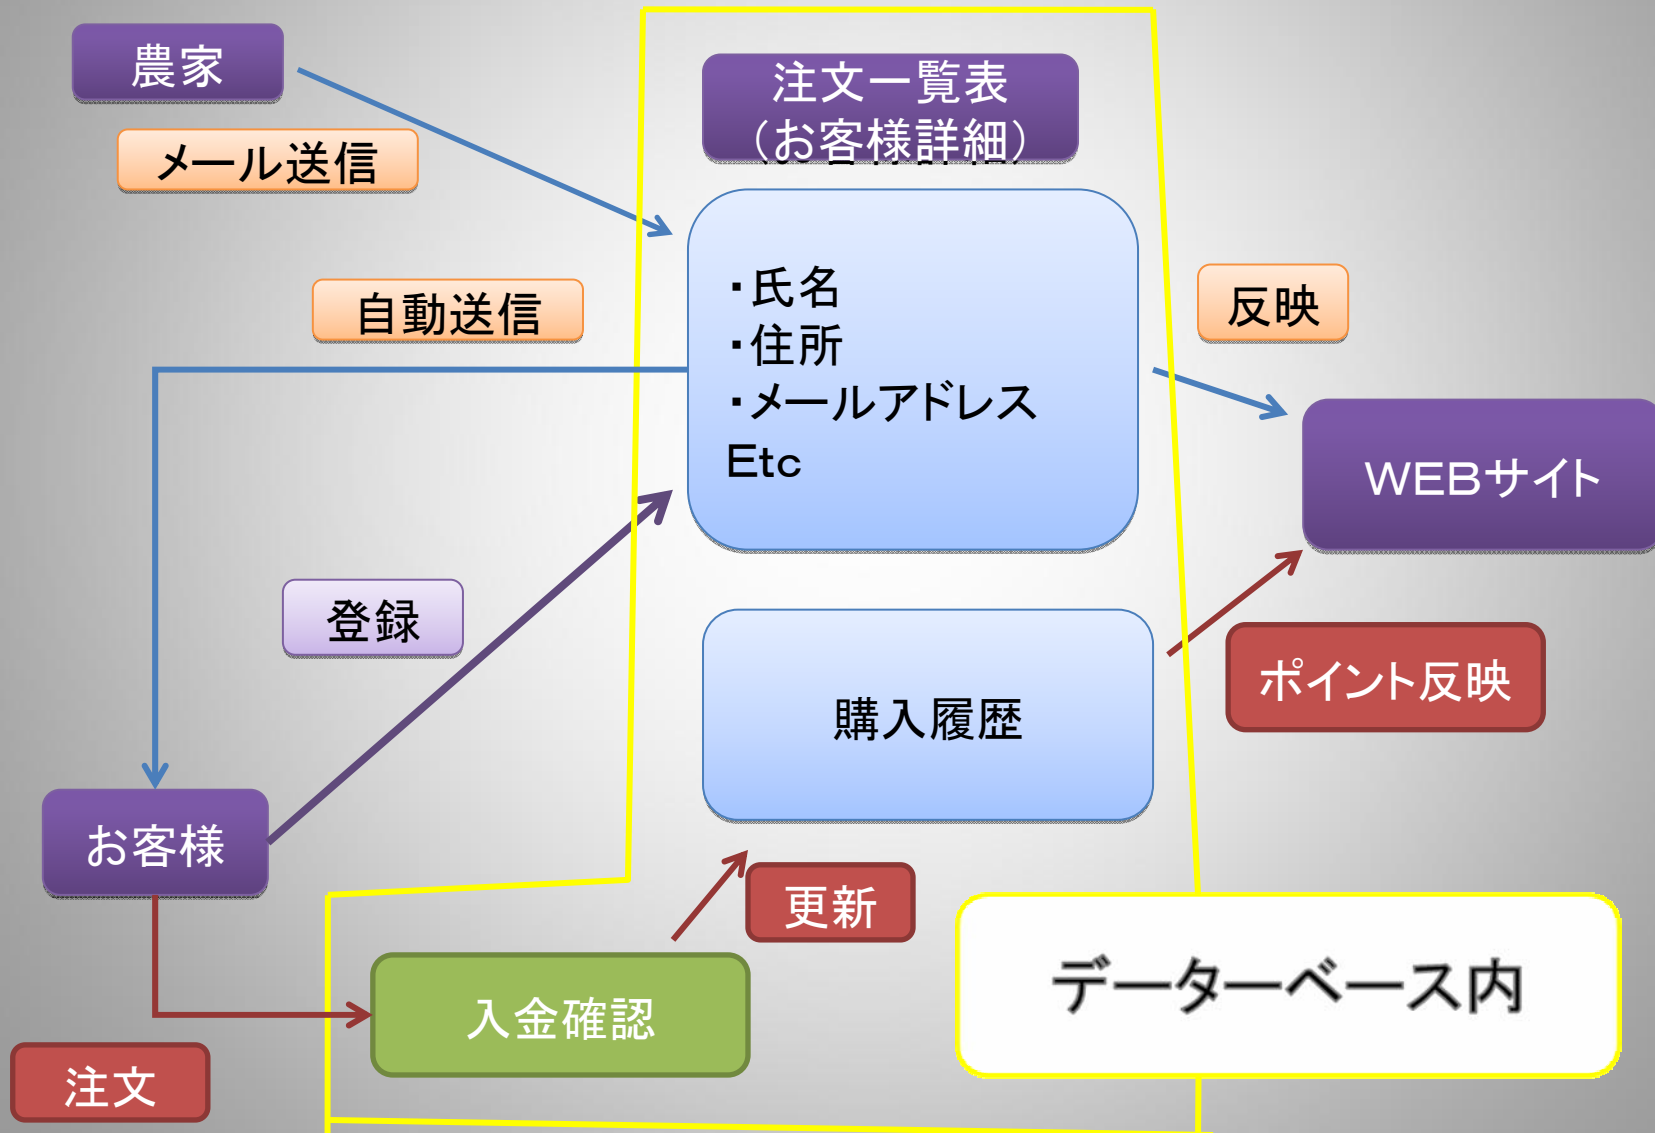 農家
注文一覧表
(お客様詳細)
メール送信
・氏名
・住所
・メールアドレス
Etc
自動送信
反映
WEBサイト
登録
ポイント反映
購入履歴
お客様
更新
データーベース内
入金確認
注文